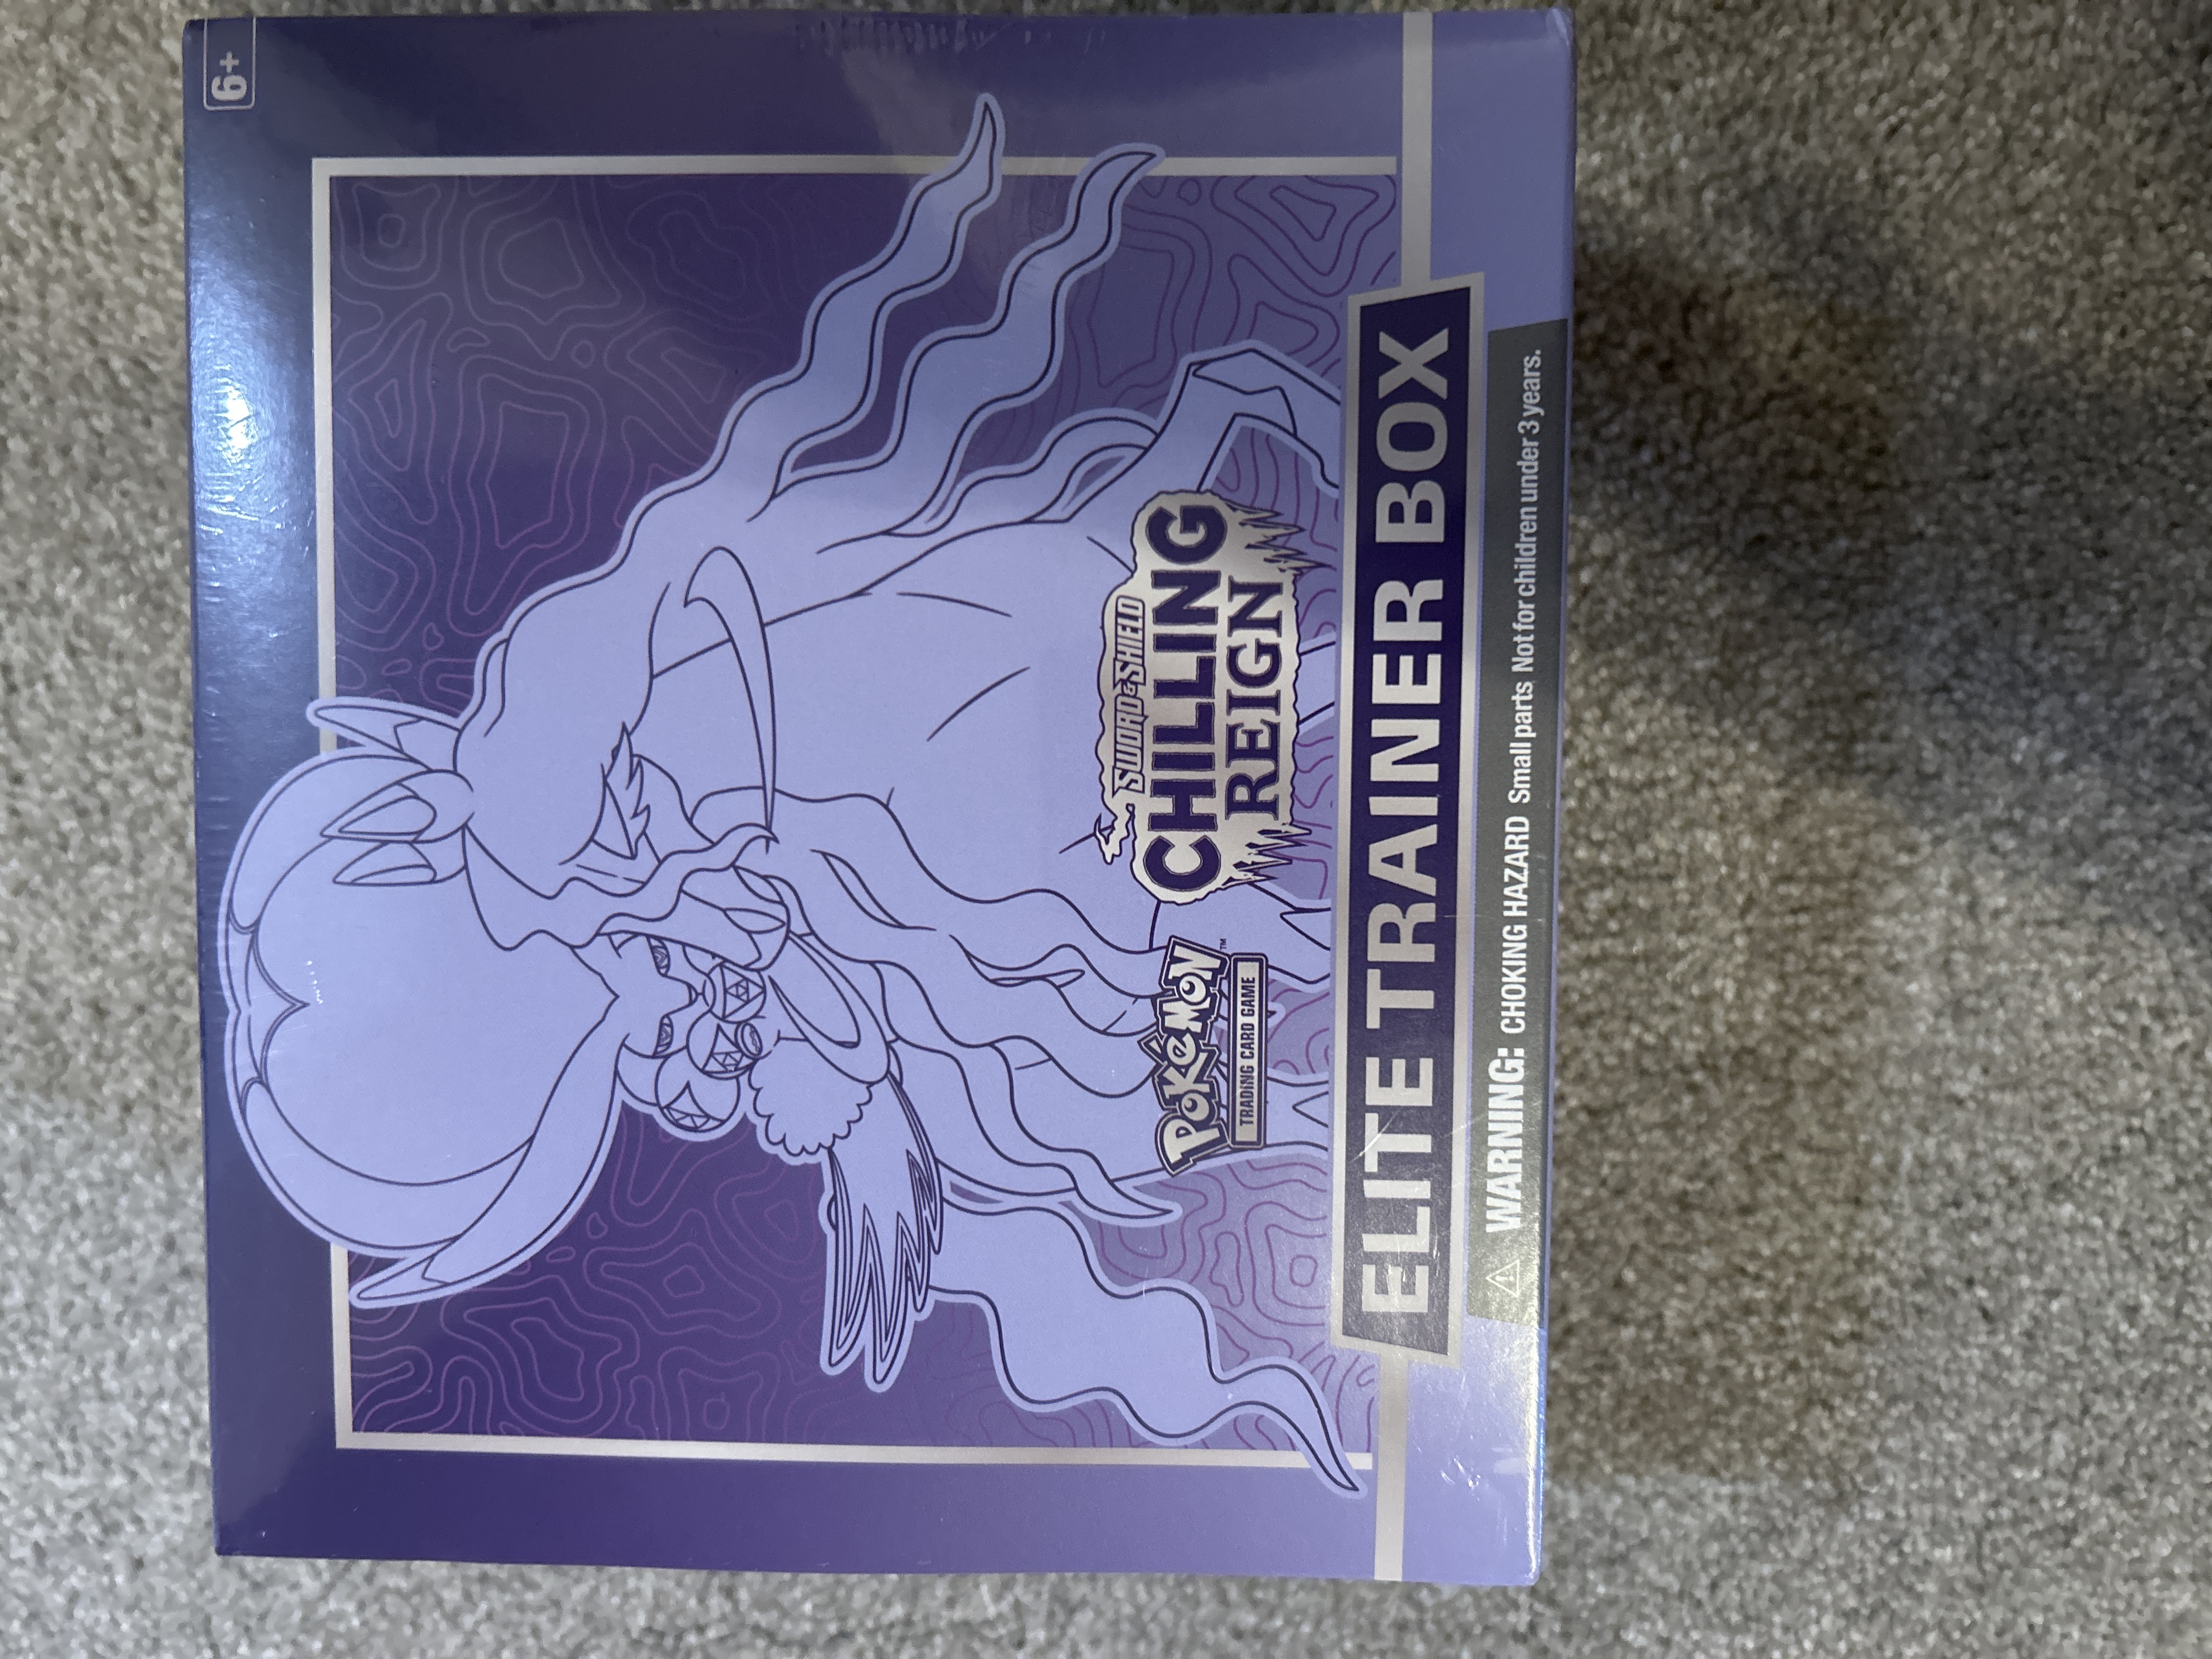 6+
SWORD & SHIELD
CHILLING
REIGN
POKéMON™
TRADING CARD GAME
ELITE TRAINER BOX
⚠ WARNING: CHOKING HAZARD Small parts Not for children under 3 years.